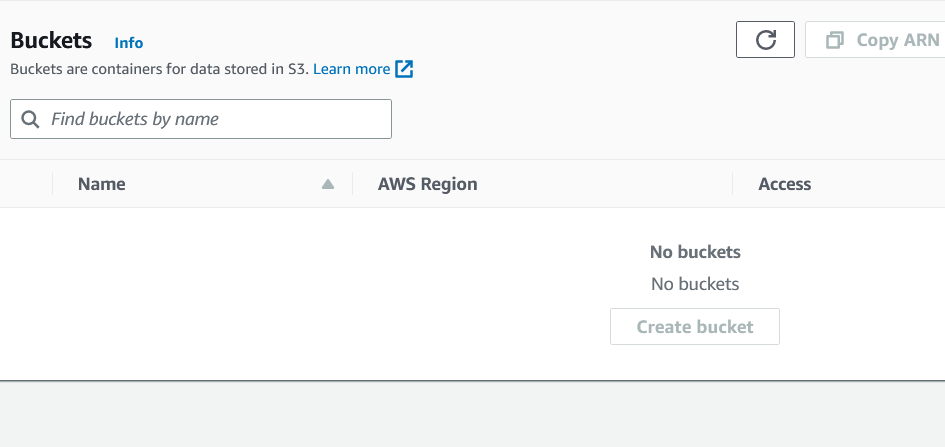 Buckets Info
Copy ARN
Buckets are containers for data stored in S3. Learn more
Find buckets by name
Name AWS Region Access
No buckets
No buckets
Create bucket